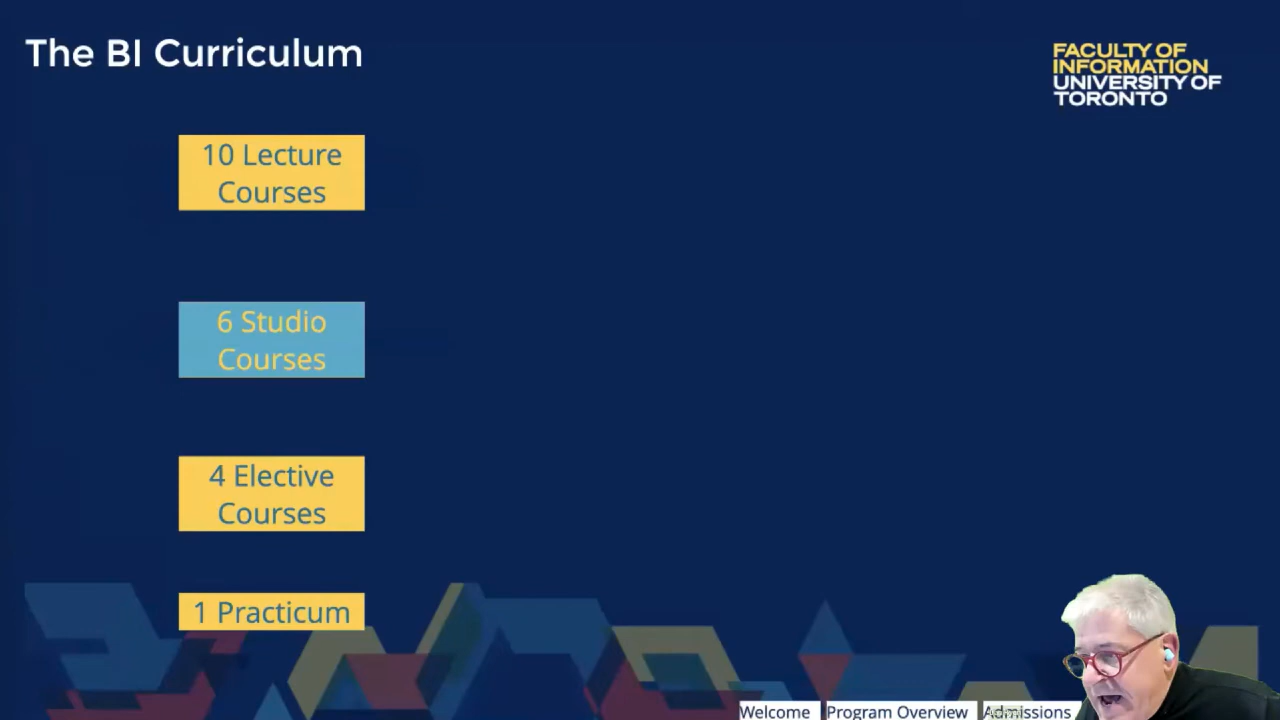 The BI Curriculum
FACULTY OF
INFORMATION
UNIVERSITY OF
TORONTO
10 Lecture
Courses
6 Studio
Courses
4 Elective
Courses
1 Practicum
Welcome
Program Overview
Admissions